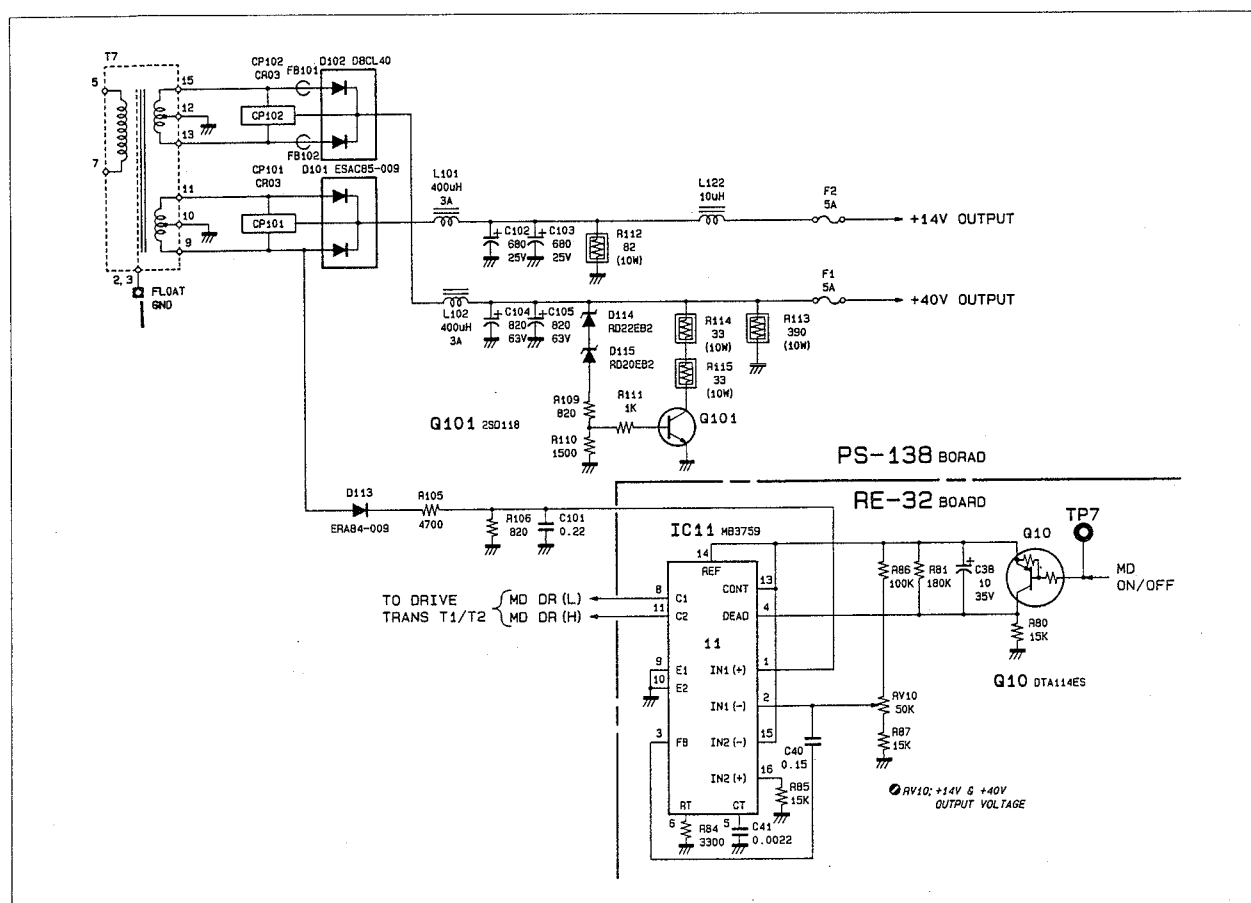 T7
5
7
15
12
13
11
10
9
2, 3
FLOAT
GND
CP102
CR03
FB101
D102 D8CL40
CP102
FB102
CP101
CR03
D101 ESAC85-009
CP101
L101
400uH
3A
C102
680
25V
C103
680
25V
R112
82
(10W)
L122
10uH
F2
5A
+14V OUTPUT
L102
400uH
3A
C104
820
63V
C105
820
63V
D114
RD22EB2
D115
RD20EB2
R114
33
(10W)
R115
33
(10W)
R113
390
(10W)
F1
5A
+40V OUTPUT
Q101 2SD118
R109
820
R111
1K
R110
1500
Q101
PS-138 BORAD
RE-32 BOARD
D113
ERA84-009
R105
4700
R106
820
C101
0.22
IC11 MB3759
14
REF
CONT 13
DEAD 4
11
IN1(+) 1
IN1(-) 2
IN2(-) 15
IN2(+) 16
8 C1
11 C2
9 E1
10 E2
3 FB
RT
6
CT
5
TO DRIVE
TRANS T1/T2
MD DR(L)
MD DR(H)
R84
3300
C41
0.0022
R85
15K
C40
0.15
R86
100K
R81
180K
C38
10
35V
Q10
TP7
MD
ON/OFF
R80
15K
Q10 DTA114ES
RV10
50K
R87
15K
RV10; +14V & +40V
OUTPUT VOLTAGE